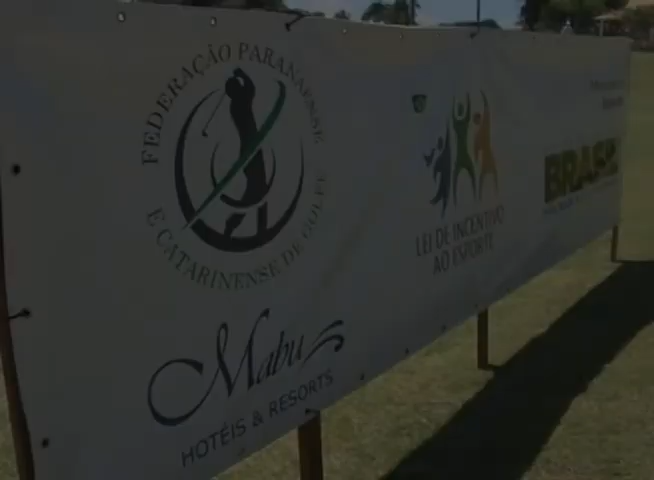 FEDERAÇÃO PARANAENSE
E CATARINENSE DE GOLFE
Mabu
HOTÉIS & RESORTS
LEI DE INCENTIVO
AO ESPORTE
BRASIL